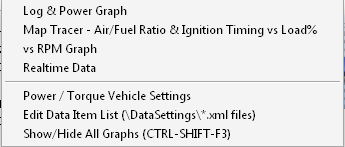 Log & Power Graph
Map Tracer - Air/Fuel Ratio & Ignition Timing vs Load%
vs RPM Graph
Realtime Data
Power / Torque Vehicle Settings
Edit Data Item List (\DataSettings\*.xml files)
Show/Hide All Graphs (CTRL-SHIFT-F3)